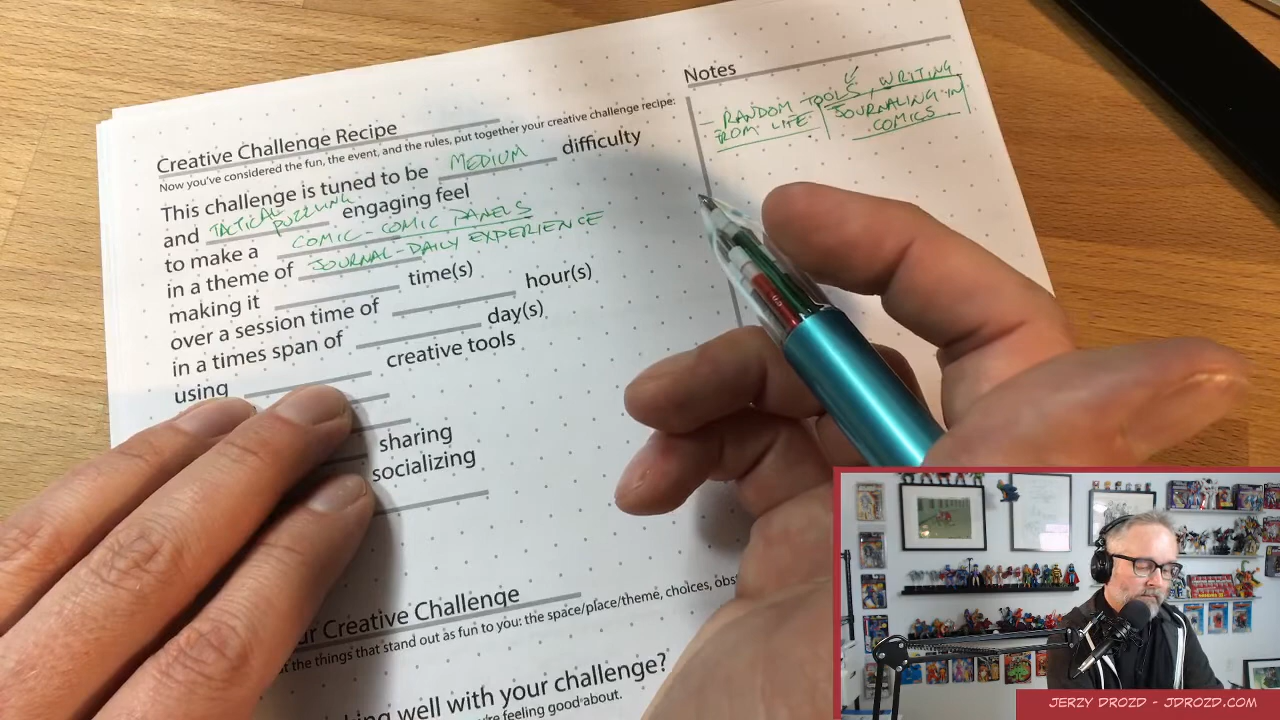 Creative Challenge Recipe
Now you've considered the fun, the event, and the rules, put together your creative challenge recipe:
This challenge is tuned to be MEDIUM difficulty
and TACTICAL PUZZLING engaging feel
to make a COMIC-COMIC PANELS
in a theme of JOURNAL-DAILY EXPERIENCE
making it time(s)
over a session time of hour(s)
in a times span of day(s)
using creative tools
sharing
socializing
Creative Challenge
the things that stand out as fun to you: the space/place/theme, choices,
well with your challenge?
feeling good about.
Notes
- RANDOM TOOLS, WRITING
FROM LIFE. JOURNALING IN
COMICS
JERZY DROZD - JDROZD.COM